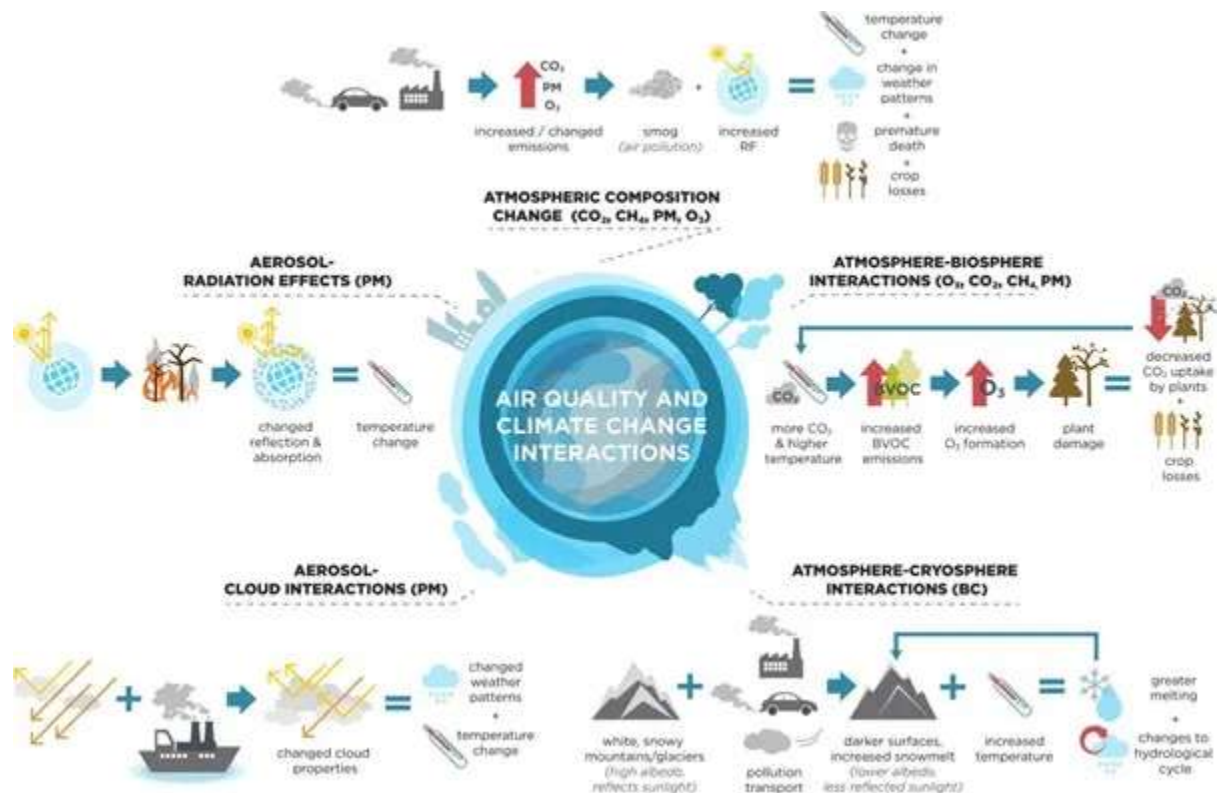 temperature
change
+
CO₂
PM
O₃
change in
weather
patterns
+
increased / changed
emissions
smog
(air pollution)
+
increased
RF
=
premature
death
+
crop
losses
ATMOSPHERIC COMPOSITION
CHANGE (CO₂, CH₄, PM, O₃)
AEROSOL-
RADIATION EFFECTS (PM)
changed
reflection &
absorption
=
temperature
change
ATMOSPHERE-BIOSPHERE
INTERACTIONS (O₃, CO₂, CH₄, PM)
CO₂
more CO₂
& higher
temperature
BVOC
increased
BVOC
emissions
O₃
increased
O₃ formation
plant
damage
=
CO₂
decreased
CO₂ uptake
by plants
+
crop
losses
AIR QUALITY AND
CLIMATE CHANGE
INTERACTIONS
AEROSOL-
CLOUD INTERACTIONS (PM)
+
changed cloud
properties
=
changed
weather
patterns
+
temperature
change
ATMOSPHERE-CRYOSPHERE
INTERACTIONS (BC)
white, snowy
mountains/glaciers
(high albedo,
reflects sunlight)
+
pollution
transport
darker surfaces,
increased snowmelt
(lower albedo,
less reflected sunlight)
+
increased
temperature
=
greater
melting
+
changes to
hydrological
cycle